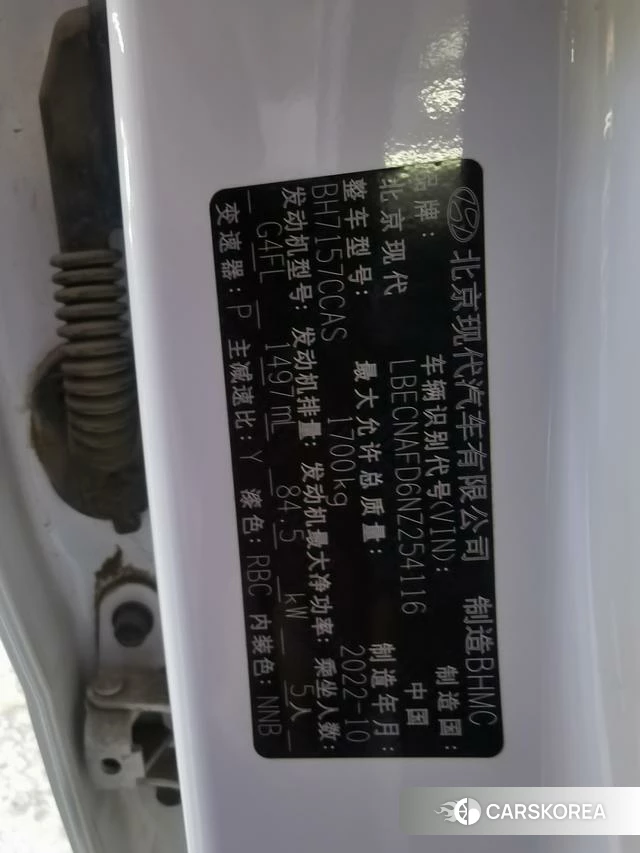 北京现代汽车有限公司 制造BHMC
品牌: 车辆识别代号(VIN): 制造国:
北京现代 LBECNAFD6NZ254116 中国
整车型号: 最大允许总质量: 制造年月:
BH7157CCAS 1700kg 2022-10
发动机型号: 发动机排量: 发动机最大净功率: 乘坐人数:
G4FL 1497ml 84.5 kW 5人
变速器: P 主减速比: Y 漆色: RBC 内装色: NNB
CARSKOREA